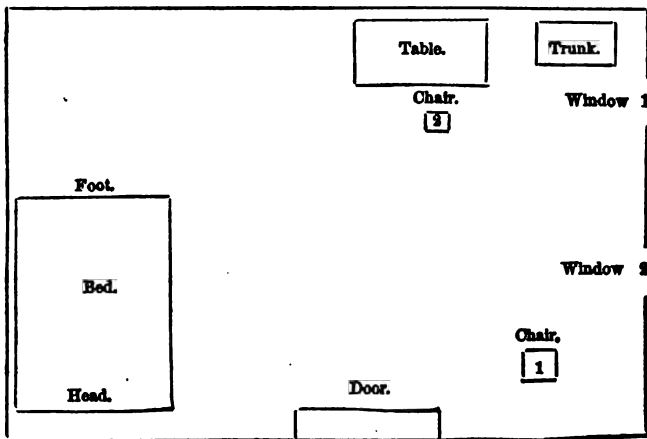 Table.
Trunk.
Chair.
2
Window 1
Foot.
Window 2
Bed.
Chair.
1
Head.
Door.